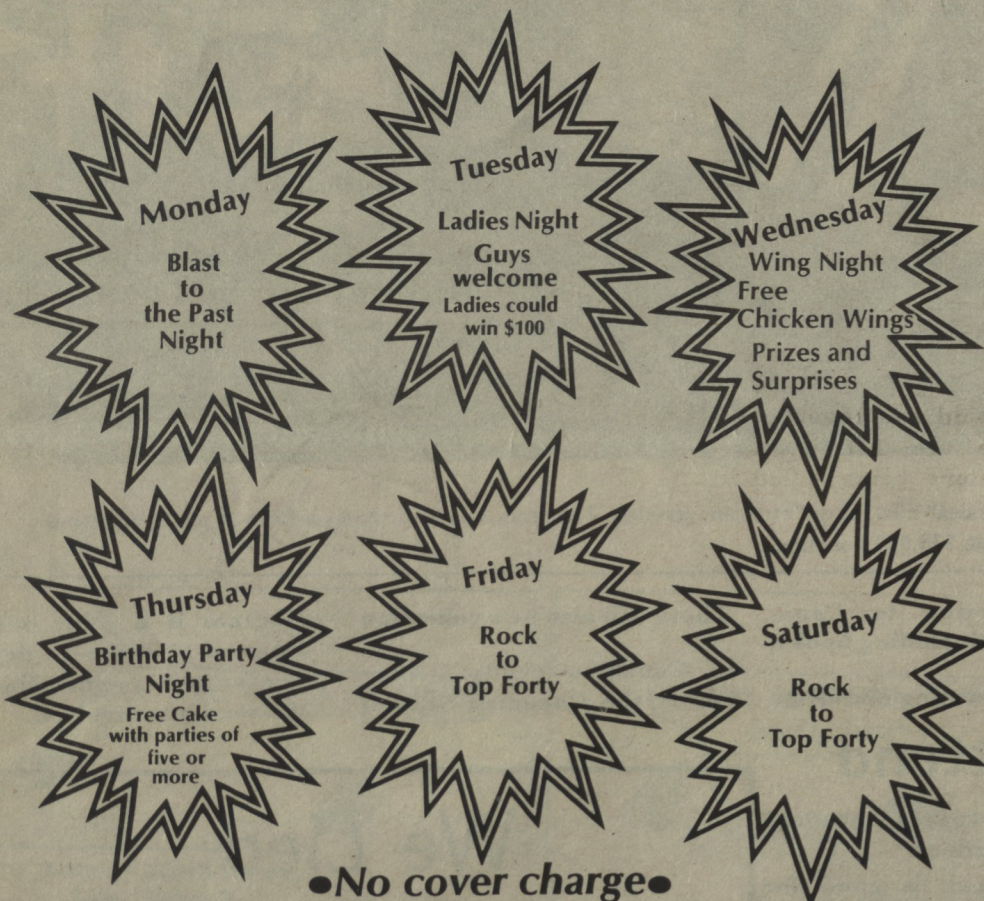 Monday
Blast
to
the Past
Night
Tuesday
Ladies Night
Guys
welcome
Ladies could
win $100
Wednesday
Wing Night
Free
Chicken Wings
Prizes and
Surprises
Thursday
Birthday Party
Night
Free Cake
with parties of
five or
more
Friday
Rock
to
Top Forty
Saturday
Rock
to
Top Forty
•No cover charge•